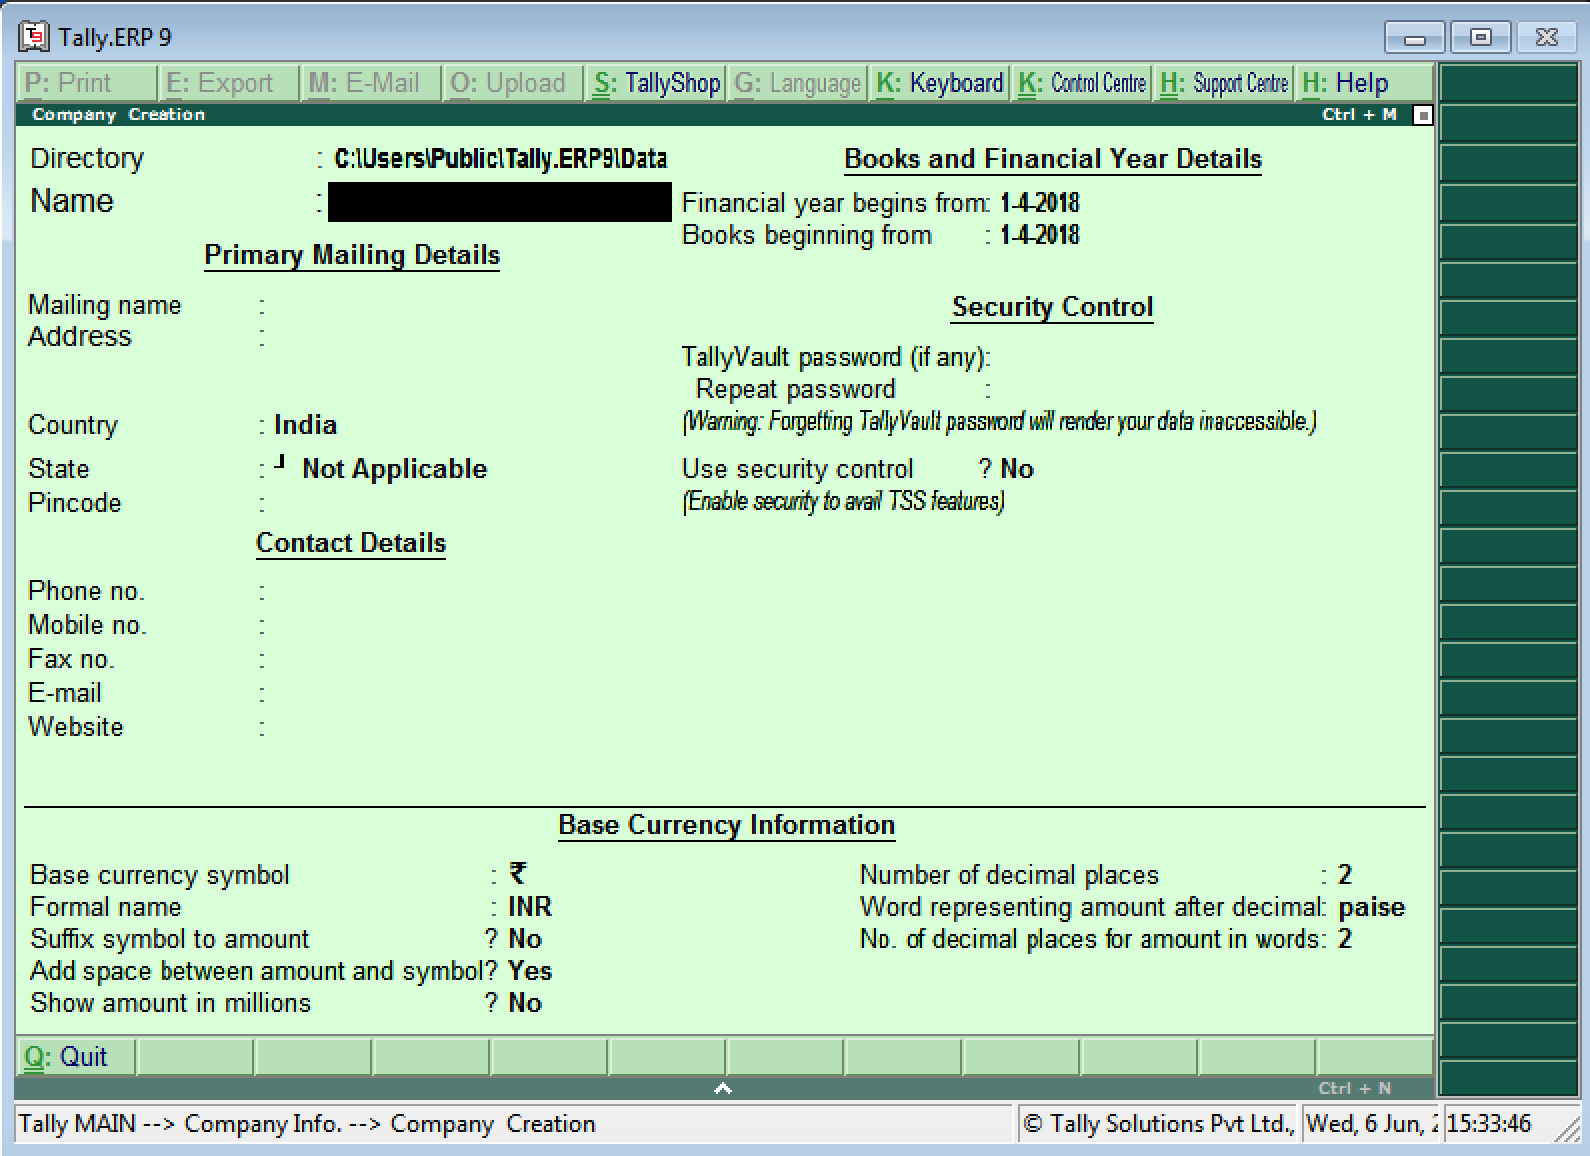 Tally.ERP 9
P: Print E: Export M: E-Mail O: Upload S: TallyShop G: Language K: Keyboard K: Control Centre H: Support Centre H: Help
Company Creation Ctrl + M
Directory : C:\Users\Public\Tally.ERP9\Data
Name :
Primary Mailing Details
Mailing name :
Address :
Country : India
State : ┘ Not Applicable
Pincode :
Contact Details
Phone no. :
Mobile no. :
Fax no. :
E-mail :
Website :
Books and Financial Year Details
Financial year begins from: 1-4-2018
Books beginning from : 1-4-2018
Security Control
TallyVault password (if any):
Repeat password :
(Warning: Forgetting TallyVault password will render your data inaccessible.)
Use security control ? No
(Enable security to avail TSS features)
Base Currency Information
Base currency symbol : ₹
Formal name : INR
Suffix symbol to amount ? No
Add space between amount and symbol? Yes
Show amount in millions ? No
Number of decimal places : 2
Word representing amount after decimal: paise
No. of decimal places for amount in words: 2
Q: Quit
Ctrl + N
Tally MAIN --> Company Info. --> Company Creation © Tally Solutions Pvt Ltd., Wed, 6 Jun, 15:33:46